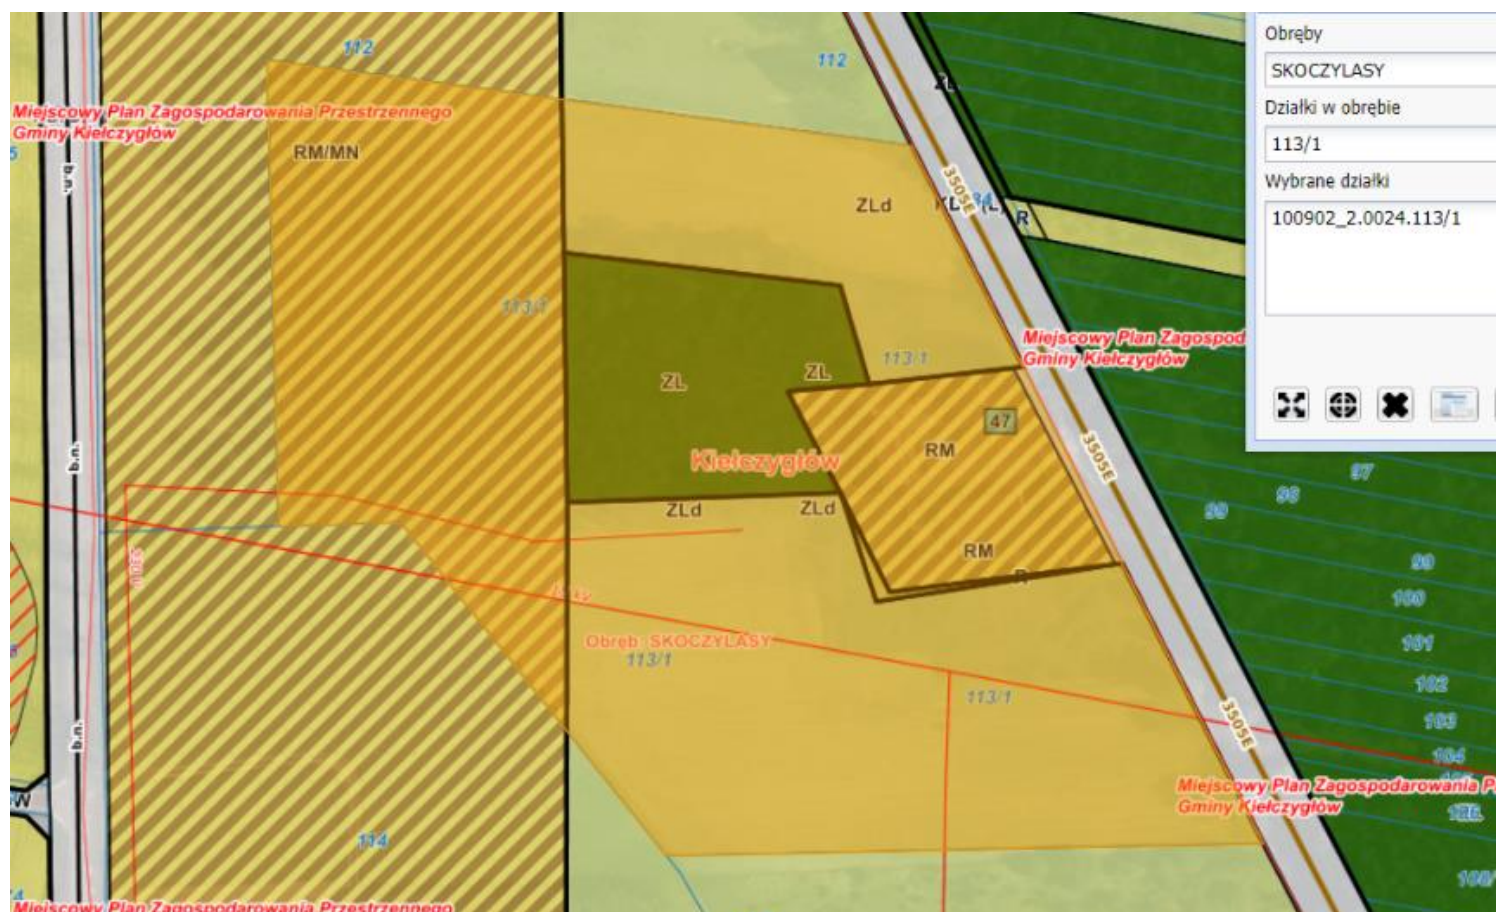 Obręby
SKOCZYLASY
Działki w obrębie
113/1
Wybrane działki
100902_2.0024.113/1
112
112
ZL
Miejscowy Plan Zagospodarowania Przestrzennego
Gminy Kiełczygłów
b.n.
RM/MN
3505E
ZLd
R
113/1
Miejscowy Plan Zagospod
Gminy Kiełczygłów
113/1
ZL
ZL
47
RM
Kiełczygłów
3505E
b.n.
97
98
99
ZLd
ZLd
RM
R
99
100
15 kV
Obręb: SKOCZYLASY
113/1
101
113/1
102
3505E
103
b.n.
104
Miejscowy Plan Zagospodarowania P
Gminy Kiełczygłów
W
114
Miejscowy Plan Zagospodarowania Przestrzennego